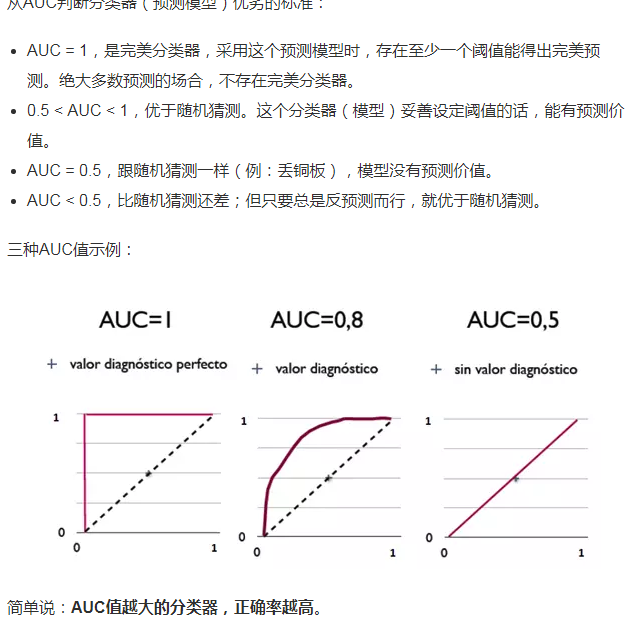 从AUC判断分类器（预测模型）优劣的标准：
AUC = 1，是完美分类器，采用这个预测模型时，存在至少一个阈值能得出完美预
测。绝大多数预测的场合，不存在完美分类器。
0.5 < AUC < 1，优于随机猜测。这个分类器（模型）妥善设定阈值的话，能有预测价
值。
AUC = 0.5，跟随机猜测一样（例：丢铜板），模型没有预测价值。
AUC < 0.5，比随机猜测还差；但只要总是反预测而行，就优于随机猜测。
三种AUC值示例：
AUC=1
+ valor diagnóstico perfecto
1
0
0 1
AUC=0,8
+ valor diagnóstico
1
0
0 1
AUC=0,5
+ sin valor diagnóstico
1
0
0 1
简单说：AUC值越大的分类器，正确率越高。